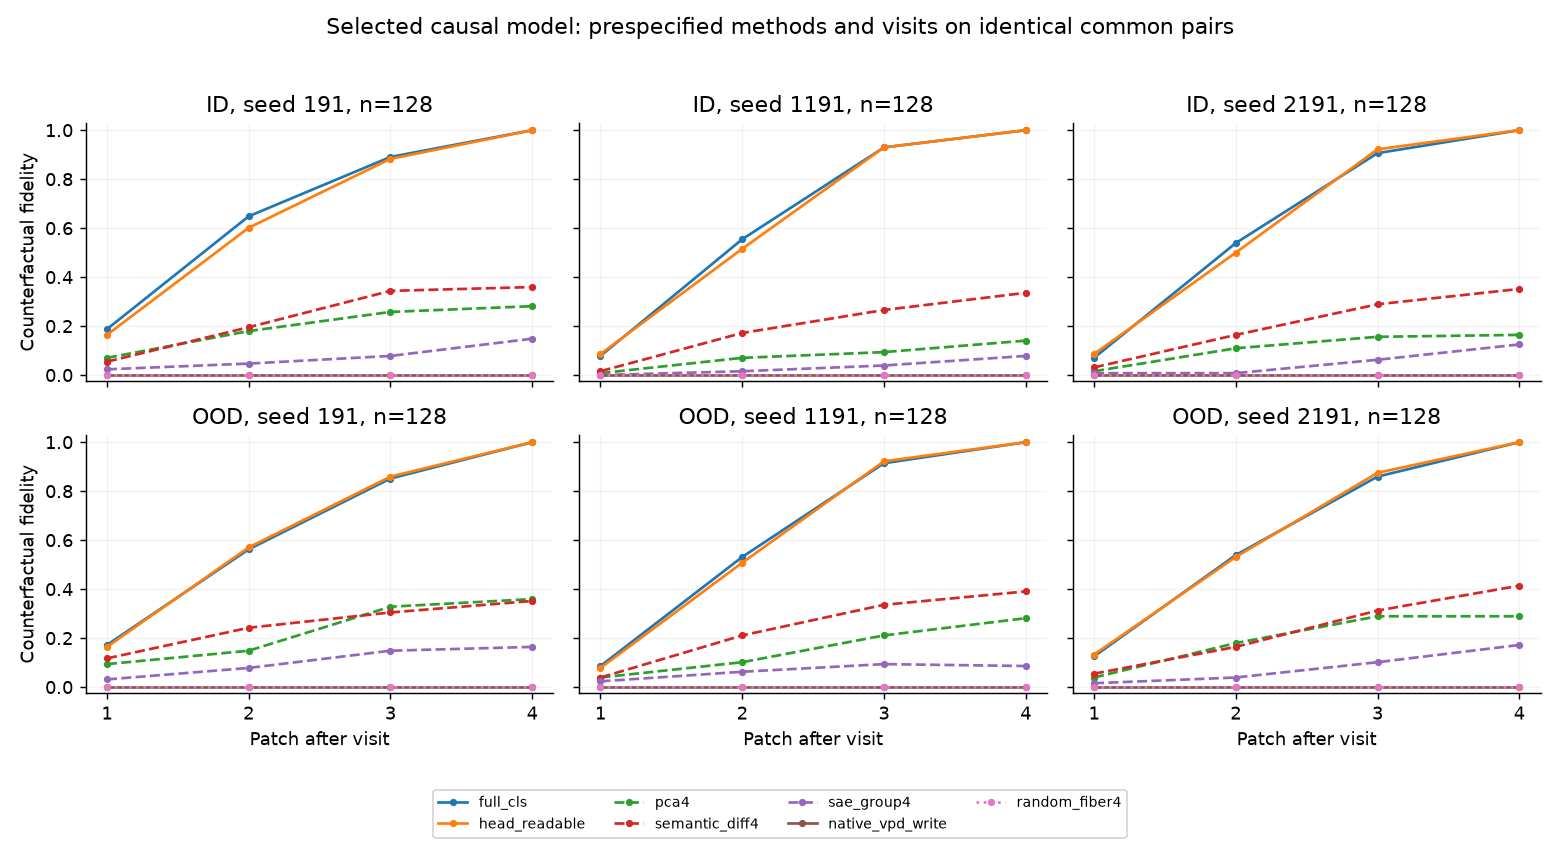 Selected causal model: prespecified methods and visits on identical common pairs
ID, seed 191, n=128
ID, seed 1191, n=128
ID, seed 2191, n=128
Counterfactual fidelity
1.0
0.8
0.6
0.4
0.2
0.0
OOD, seed 191, n=128
OOD, seed 1191, n=128
OOD, seed 2191, n=128
Counterfactual fidelity
1.0
0.8
0.6
0.4
0.2
0.0
1 2 3 4
1 2 3 4
1 2 3 4
Patch after visit
Patch after visit
Patch after visit
full_cls
head_readable
pca4
semantic_diff4
sae_group4
native_vpd_write
random_fiber4